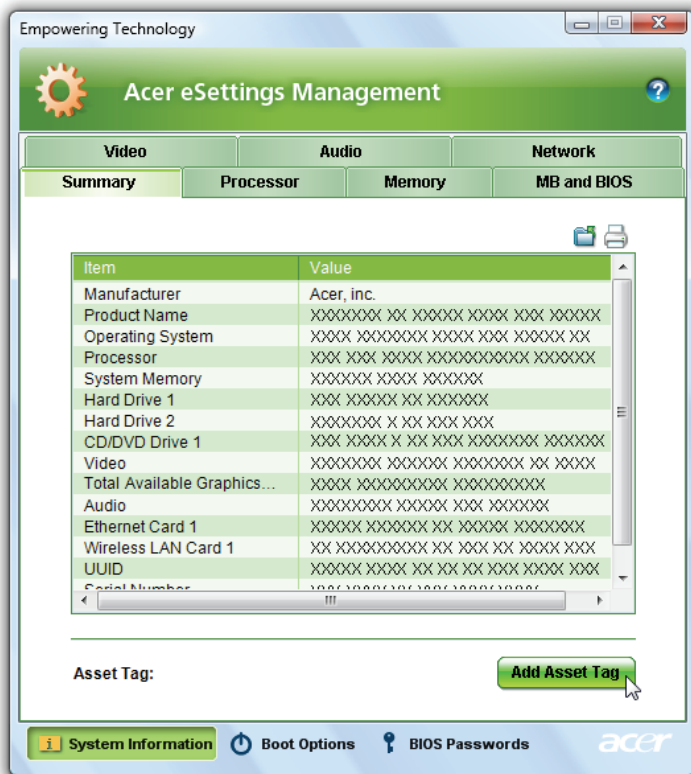 Empowering Technology
Acer eSettings Management
Video Audio Network
Summary Processor Memory MB and BIOS
Item Value
Manufacturer Acer, inc.
Product Name XXXXXXX XX XXXXX XXXX XXX XXXXX
Operating System XXXX XXXXXXX XXXX XXX XXXXX XX
Processor XXX XXX XXXX XXXXXXXXXXX XXXXXX
System Memory XXXXXX XXXX XXXXXX
Hard Drive 1 XXX XXXXX XX XXXXXX
Hard Drive 2 XXXXXXX X XX XXX XXX
CD/DVD Drive 1 XXX XXXX X XX XXX XXXXXXX XXXXXX
Video XXXXXXX XXXXXX XXXXXXX XX XXXX
Total Available Graphics... XXXX XXXXXXXXXX XXXXXXXXX
Audio XXXXXXXXX XXXXX XXX XXXXXX
Ethernet Card 1 XXXXX XXXXXX XX XXXXX XXXXXXX
Wireless LAN Card 1 XX XXXXXXXXX XX XXX XX XXXX XXX
UUID XXXXX XXXX XX XX XX XXX XXXX XXX
Serial Number
Asset Tag: Add Asset Tag
System Information Boot Options BIOS Passwords acer